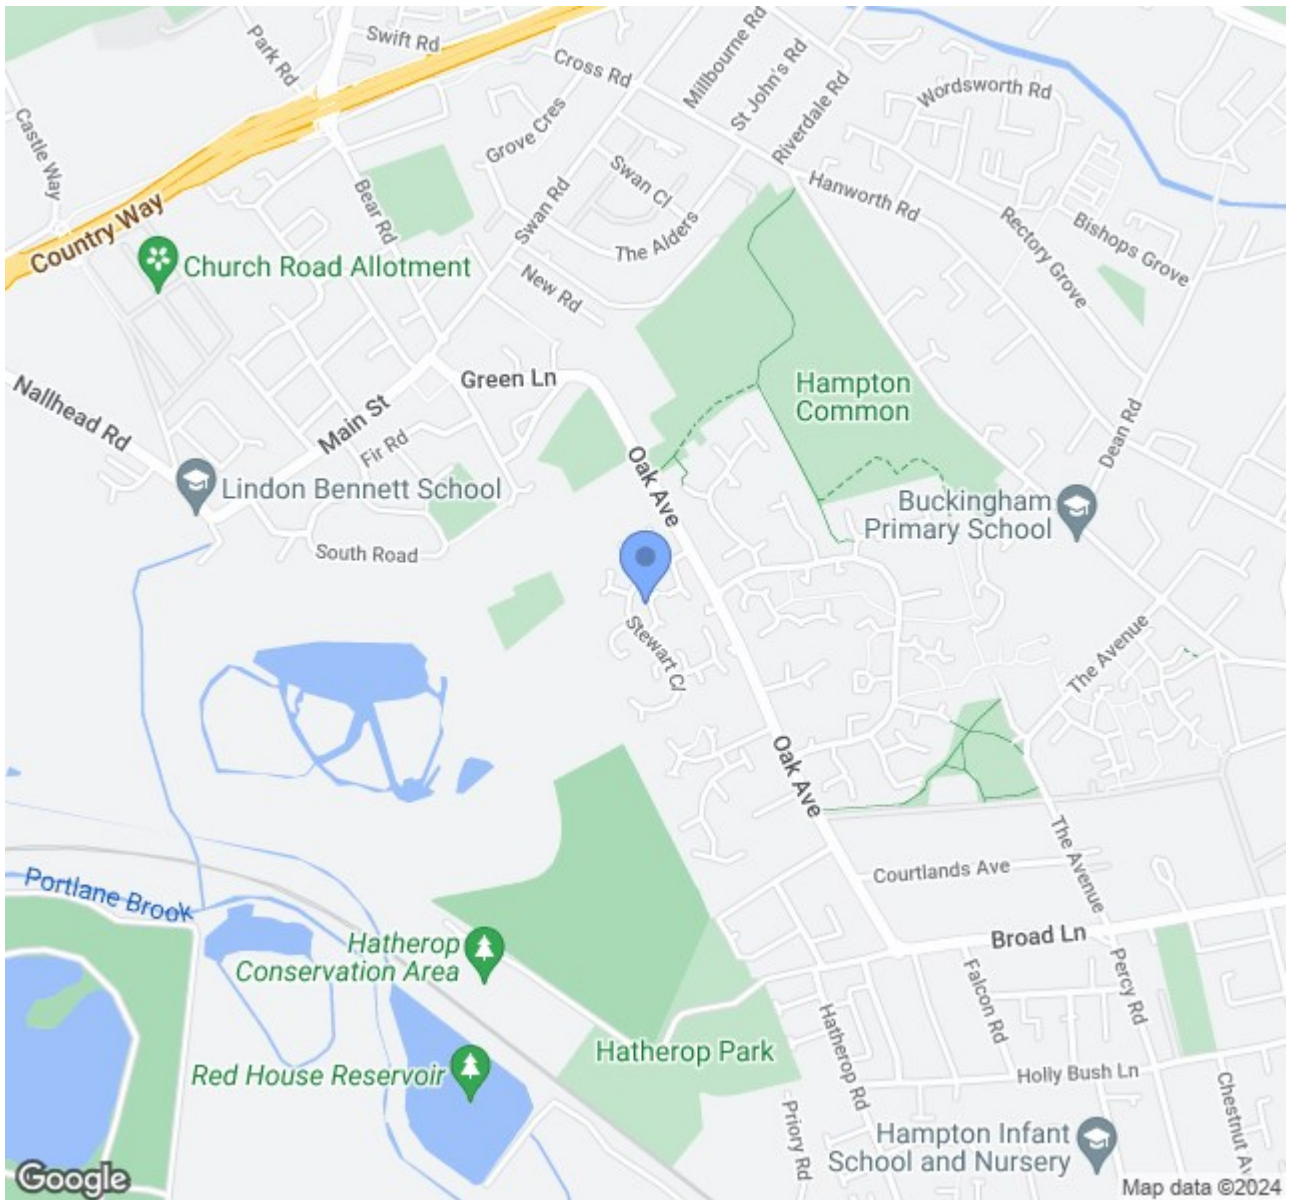 Swift Rd
Park Rd
Cross Rd
Millbourne Rd
St John's Rd
Riverdale Rd
Wordsworth Rd
Castle Way
Grove Cres
Swan Cl
Bear Rd
Swan Rd
Hanworth Rd
Country Way
The Alders
Rectory Grove
Bishops Grove
Church Road Allotment
New Rd
Green Ln
Hampton
Common
Nallhead Rd
Main St
Fir Rd
Dean Rd
Oak Ave
Lindon Bennett School
Buckingham
Primary School
South Road
Stewart Cl
The Avenue
Oak Ave
The Avenue
Courtlands Ave
Portlane Brook
Broad Ln
Hatherop
Conservation Area
Falcon Rd
Percy Rd
Hatherop Rd
Hatherop Park
Red House Reservoir
Holly Bush Ln
Chestnut Av
Priory Rd
Hampton Infant
School and Nursery
Google
Map data ©2024